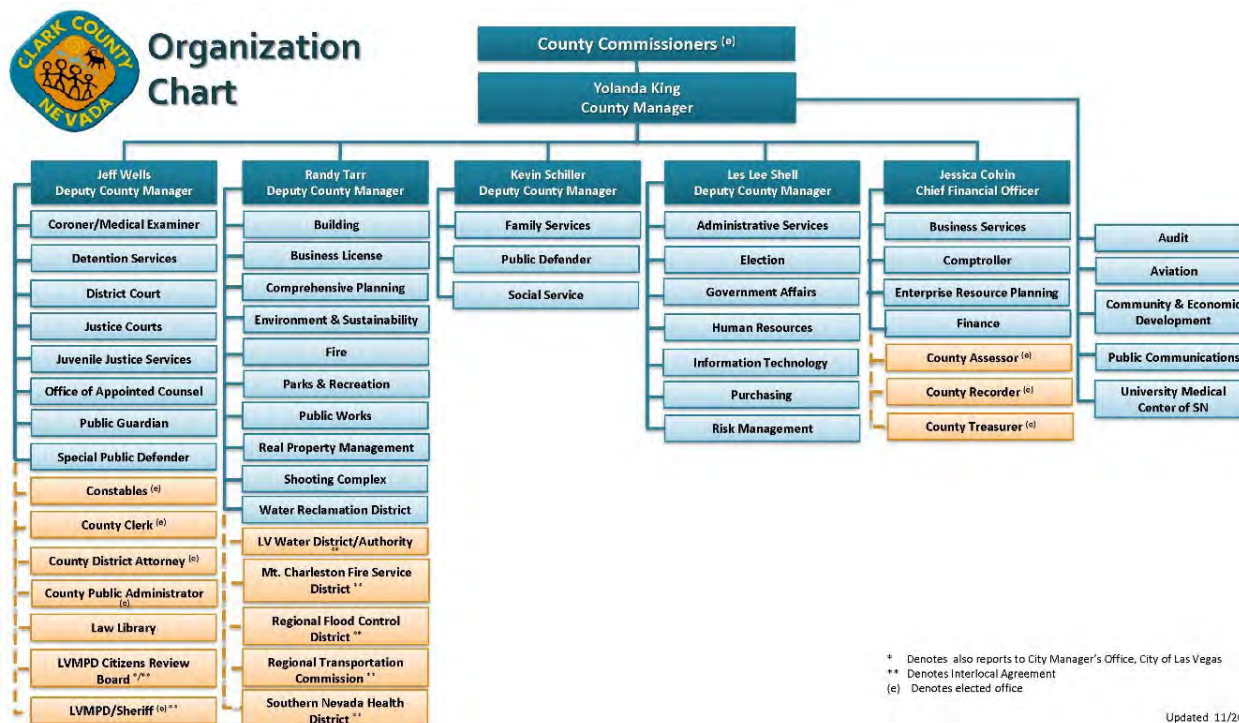 CLARK COUNTY
NEVADA
Organization
Chart
County Commissioners (e)
Yolanda King
County Manager
Jeff Wells
Deputy County Manager
Coroner/Medical Examiner
Detention Services
District Court
Justice Courts
Juvenile Justice Services
Office of Appointed Counsel
Public Guardian
Special Public Defender
Constables (e)
County Clerk (e)
County District Attorney (e)
County Public Administrator
(e)
Law Library
LVMPD Citizens Review
Board */**
LVMPD/Sheriff (e) **
Randy Tarr
Deputy County Manager
Building
Business License
Comprehensive Planning
Environment & Sustainability
Fire
Parks & Recreation
Public Works
Real Property Management
Shooting Complex
Water Reclamation District
LV Water District/Authority
**
Mt. Charleston Fire Service
District **
Regional Flood Control
District **
Regional Transportation
Commission **
Southern Nevada Health
District **
Kevin Schiller
Deputy County Manager
Family Services
Public Defender
Social Service
Les Lee Shell
Deputy County Manager
Administrative Services
Election
Government Affairs
Human Resources
Information Technology
Purchasing
Risk Management
Jessica Colvin
Chief Financial Officer
Business Services
Comptroller
Enterprise Resource Planning
Finance
County Assessor (e)
County Recorder (e)
County Treasurer (e)
Audit
Aviation
Community & Economic
Development
Public Communications
University Medical
Center of SN
* Denotes also reports to City Manager's Office, City of Las Vegas
** Denotes Interlocal Agreement
(e) Denotes elected office
Updated 11/20